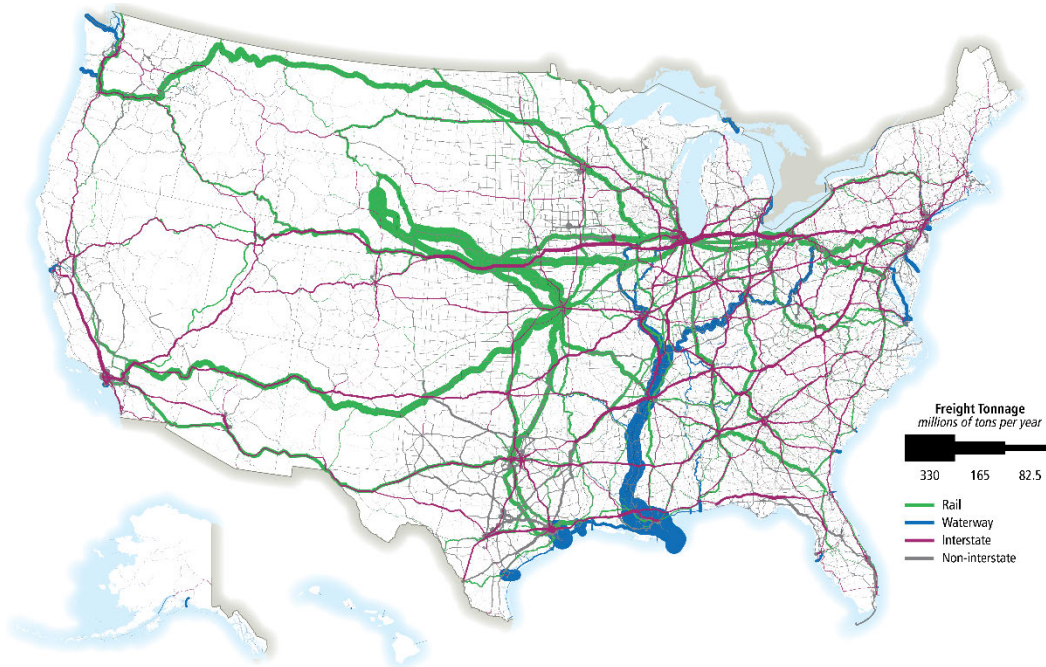 Freight Tonnage
millions of tons per year
330 165 82.5
Rail
Waterway
Interstate
Non-interstate